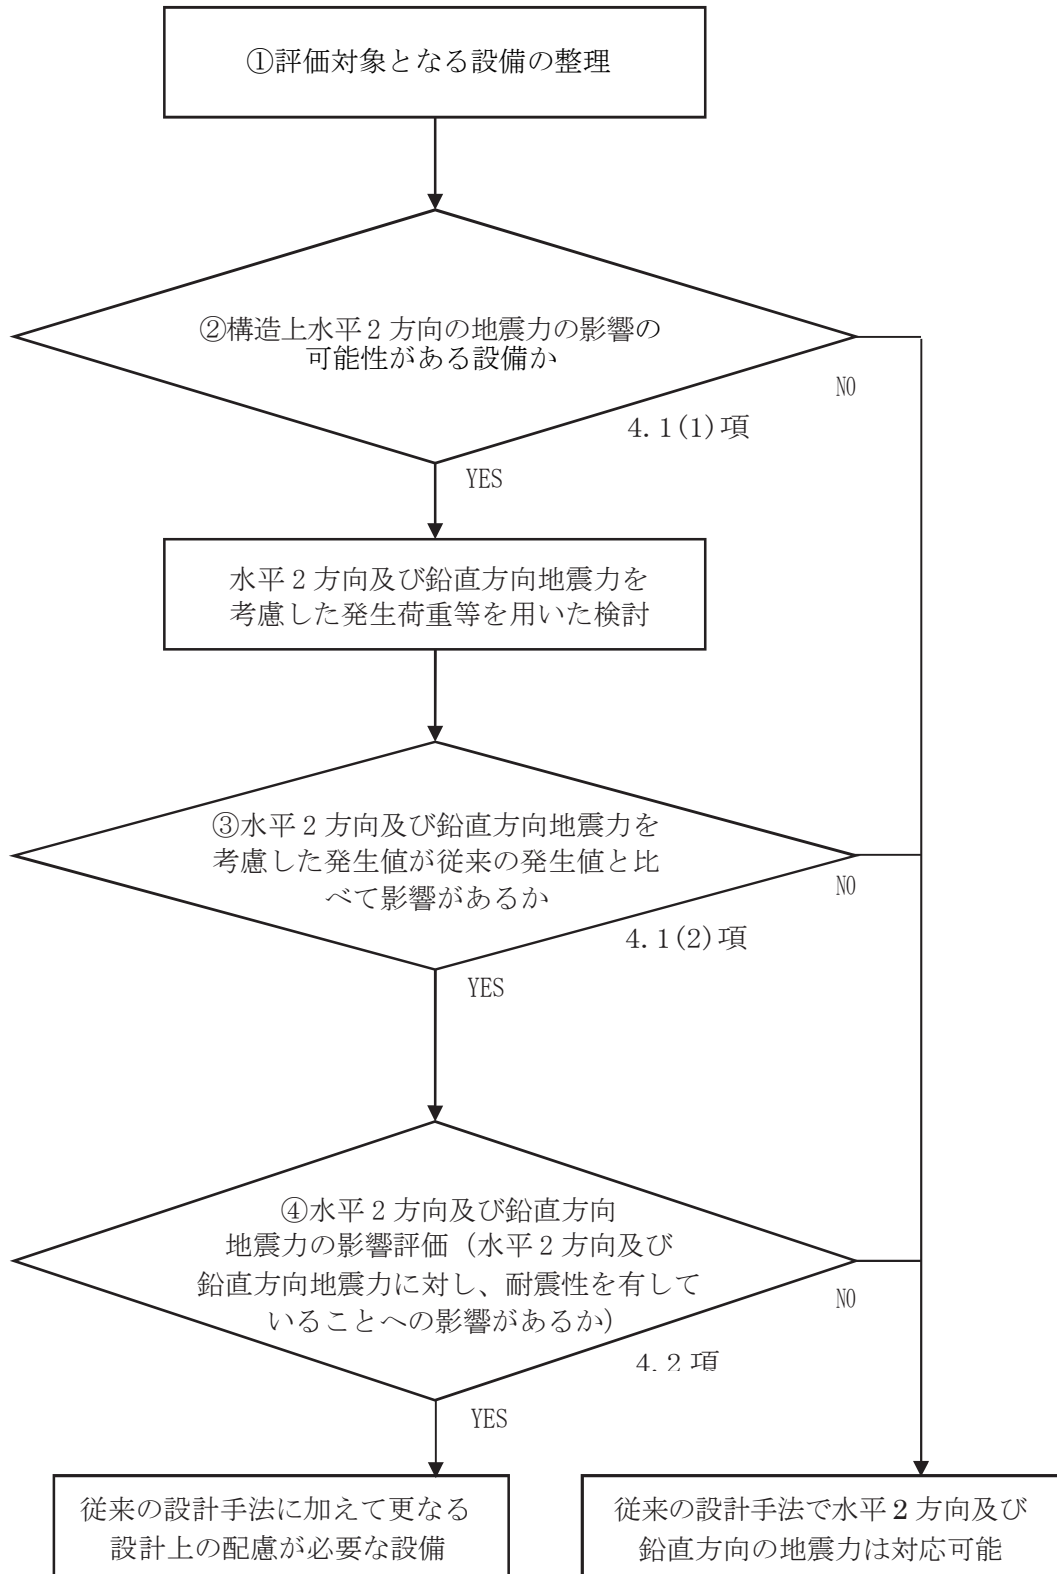 ①評価対象となる設備の整理
②構造上水平2方向の地震力の影響の
可能性がある設備か
NO
4.1(1)項
YES
水平2方向及び鉛直方向地震力を
考慮した発生荷重等を用いた検討
③水平2方向及び鉛直方向地震力を
考慮した発生値が従来の発生値と比
べて影響があるか
NO
4.1(2)項
YES
④水平2方向及び鉛直方向
地震力の影響評価（水平2方向及び
鉛直方向地震力に対し、耐震性を有して
いることへの影響があるか）
NO
4.2項
YES
従来の設計手法に加えて更なる
設計上の配慮が必要な設備
従来の設計手法で水平2方向及び
鉛直方向の地震力は対応可能